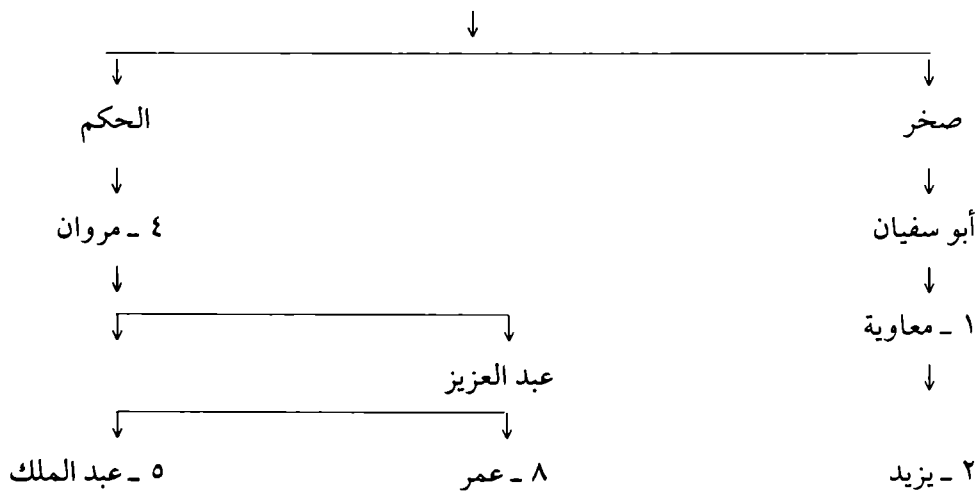 صخر الحكم
أبو سفيان ٤ ـ مروان
١ ـ معاوية
عبد العزيز
٢ ـ يزيد ٨ ـ عمر ٥ ـ عبد الملك